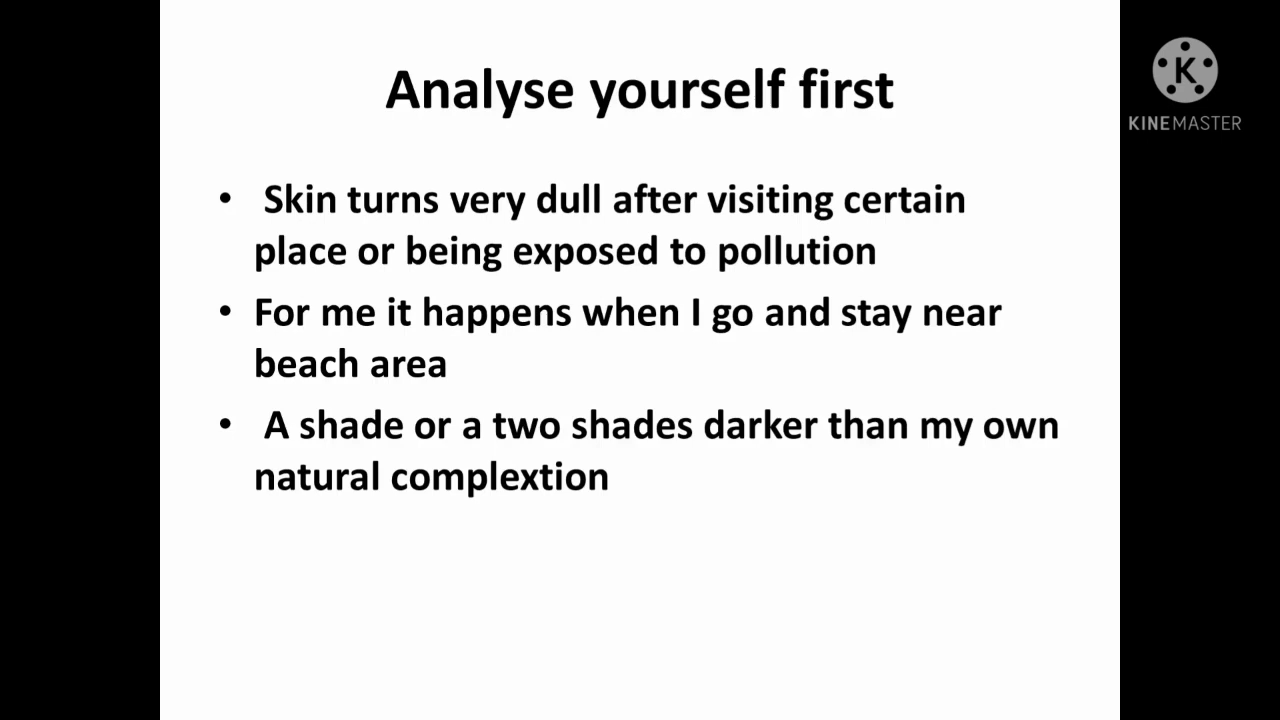 Analyse yourself first
• Skin turns very dull after visiting certain
place or being exposed to pollution
• For me it happens when I go and stay near
beach area
• A shade or a two shades darker than my own
natural complextion
K
KINEMASTER